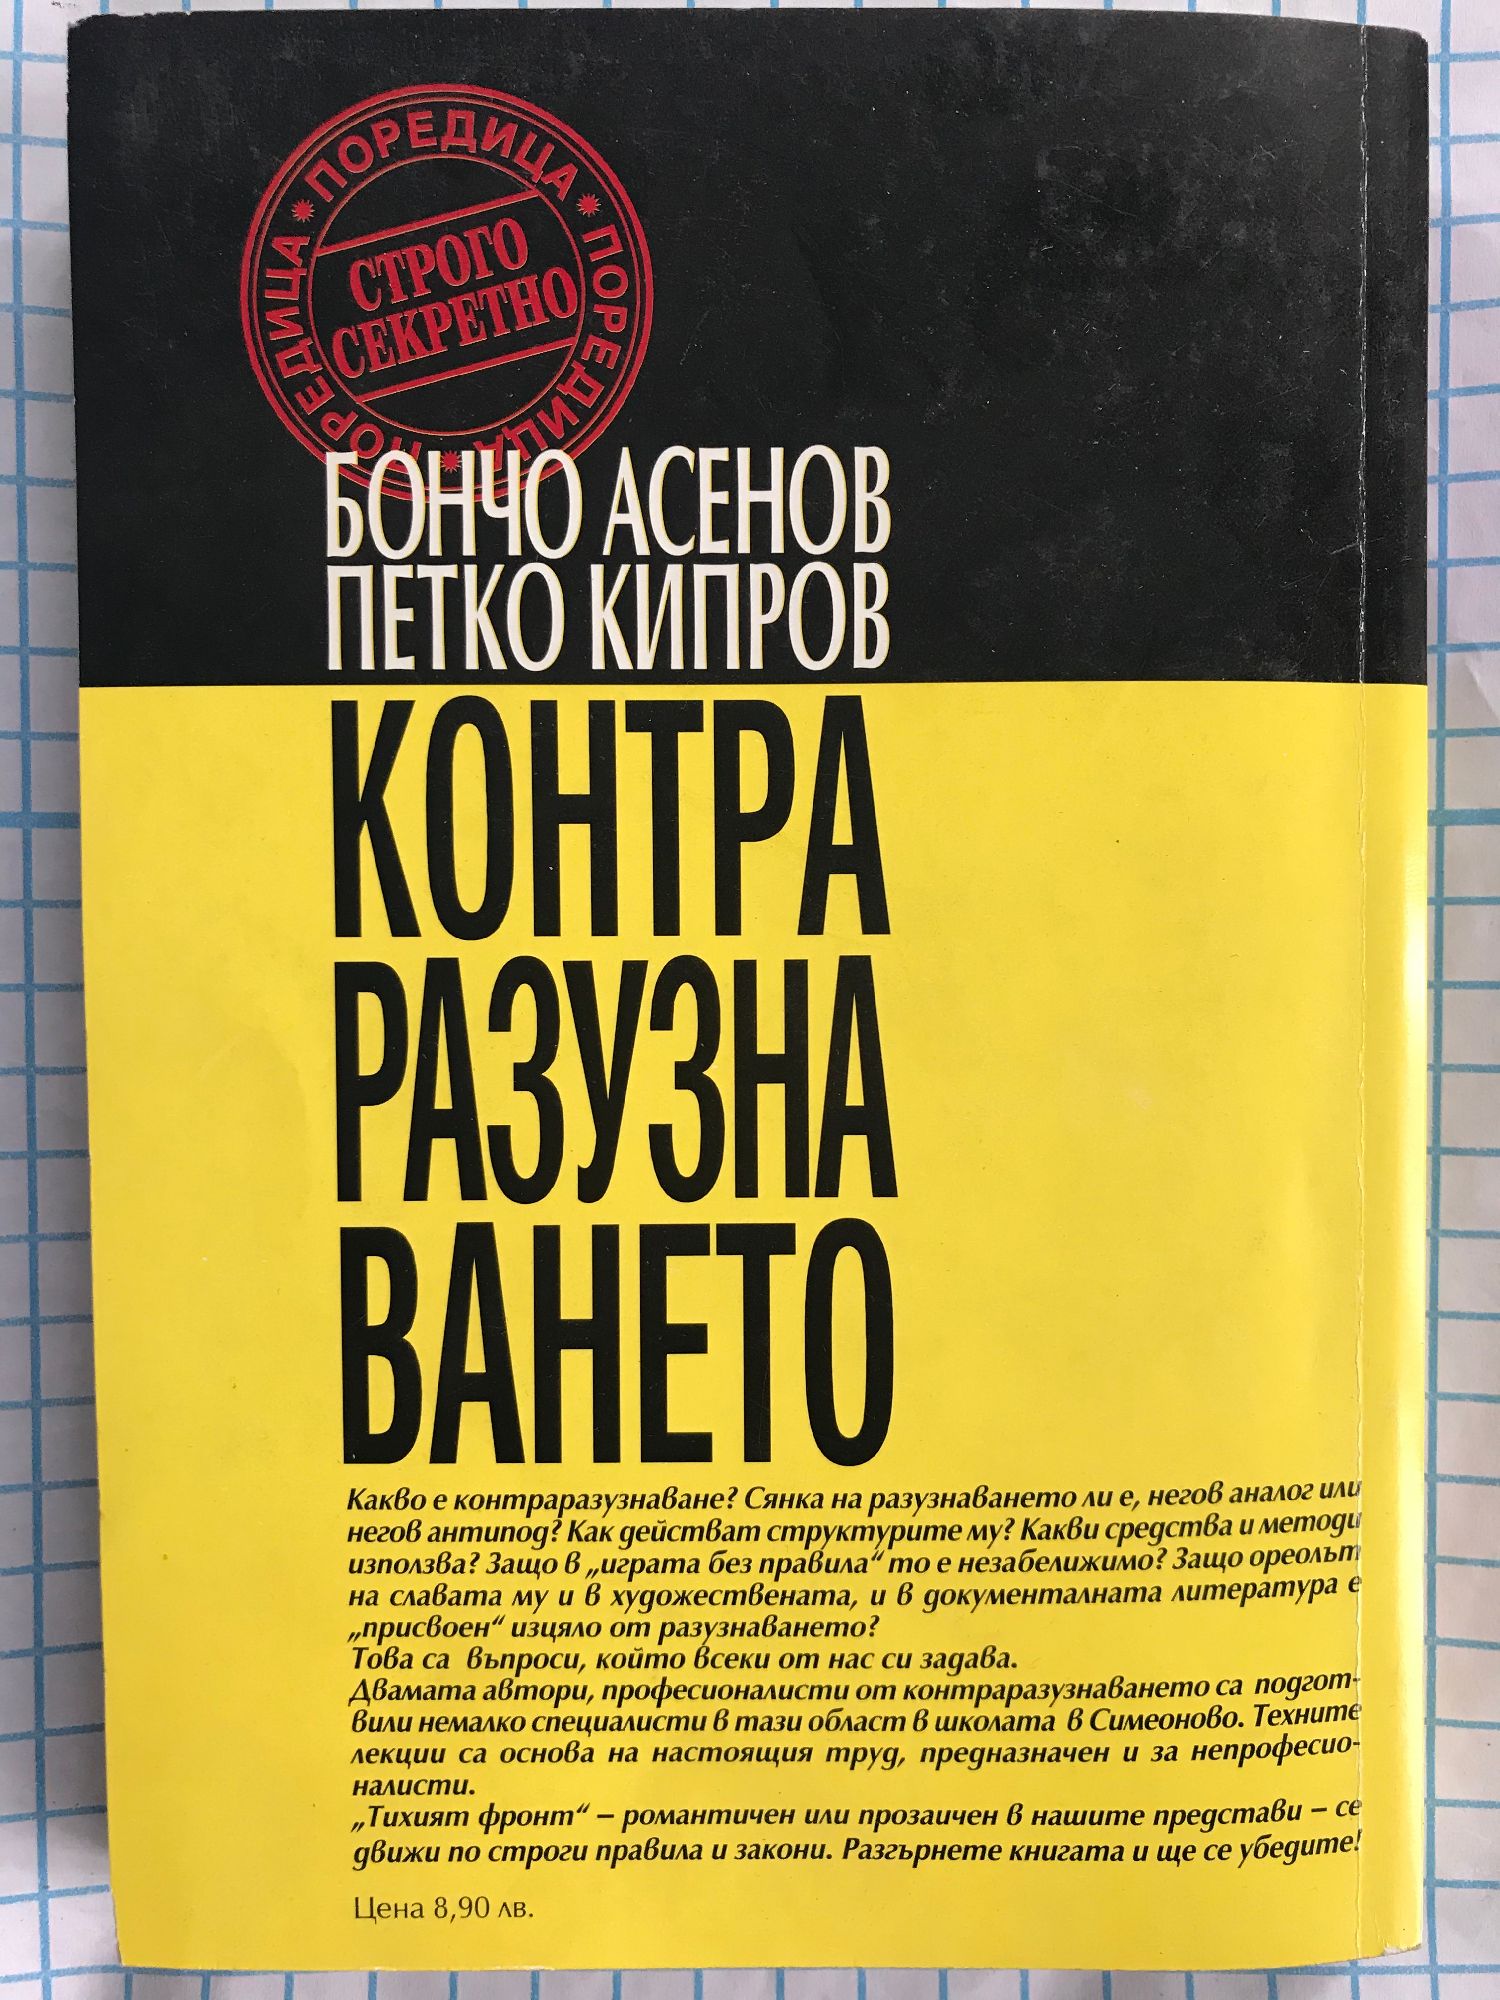 ПОРЕДИЦА * ПОРЕДИЦА * ПОРЕДИЦА * ПОРЕДИЦА
СТРОГО
СЕКРЕТНО
БОНЧО АСЕНОВ
ПЕТКО КИПРОВ
КОНТРА
РАЗУЗНА
ВАНЕТО
Какво е контраразузнаване? Сянка на разузнаването ли е, негов аналог или
негов антипод? Как действат структурите му? Какви средства и методи
използва? Защо в „играта без правила“ то е незабележимо? Защо ореолът
на славата му и в художествената, и в документалната литература е
„присвоен“ изцяло от разузнаването?
Това са въпроси, който всеки от нас си задава.
Двамата автори, професионалисти от контраразузнаването са подгот-
вили немалко специалисти в тази област в школата в Симеоново. Техните
лекции са основа на настоящия труд, предназначен и за непрофесио-
налисти.
„Тихият фронт“ – романтичен или прозаичен в нашите представи – се
движи по строги правила и закони. Разгърнете книгата и ще се убедите!
Цена 8,90 лв.